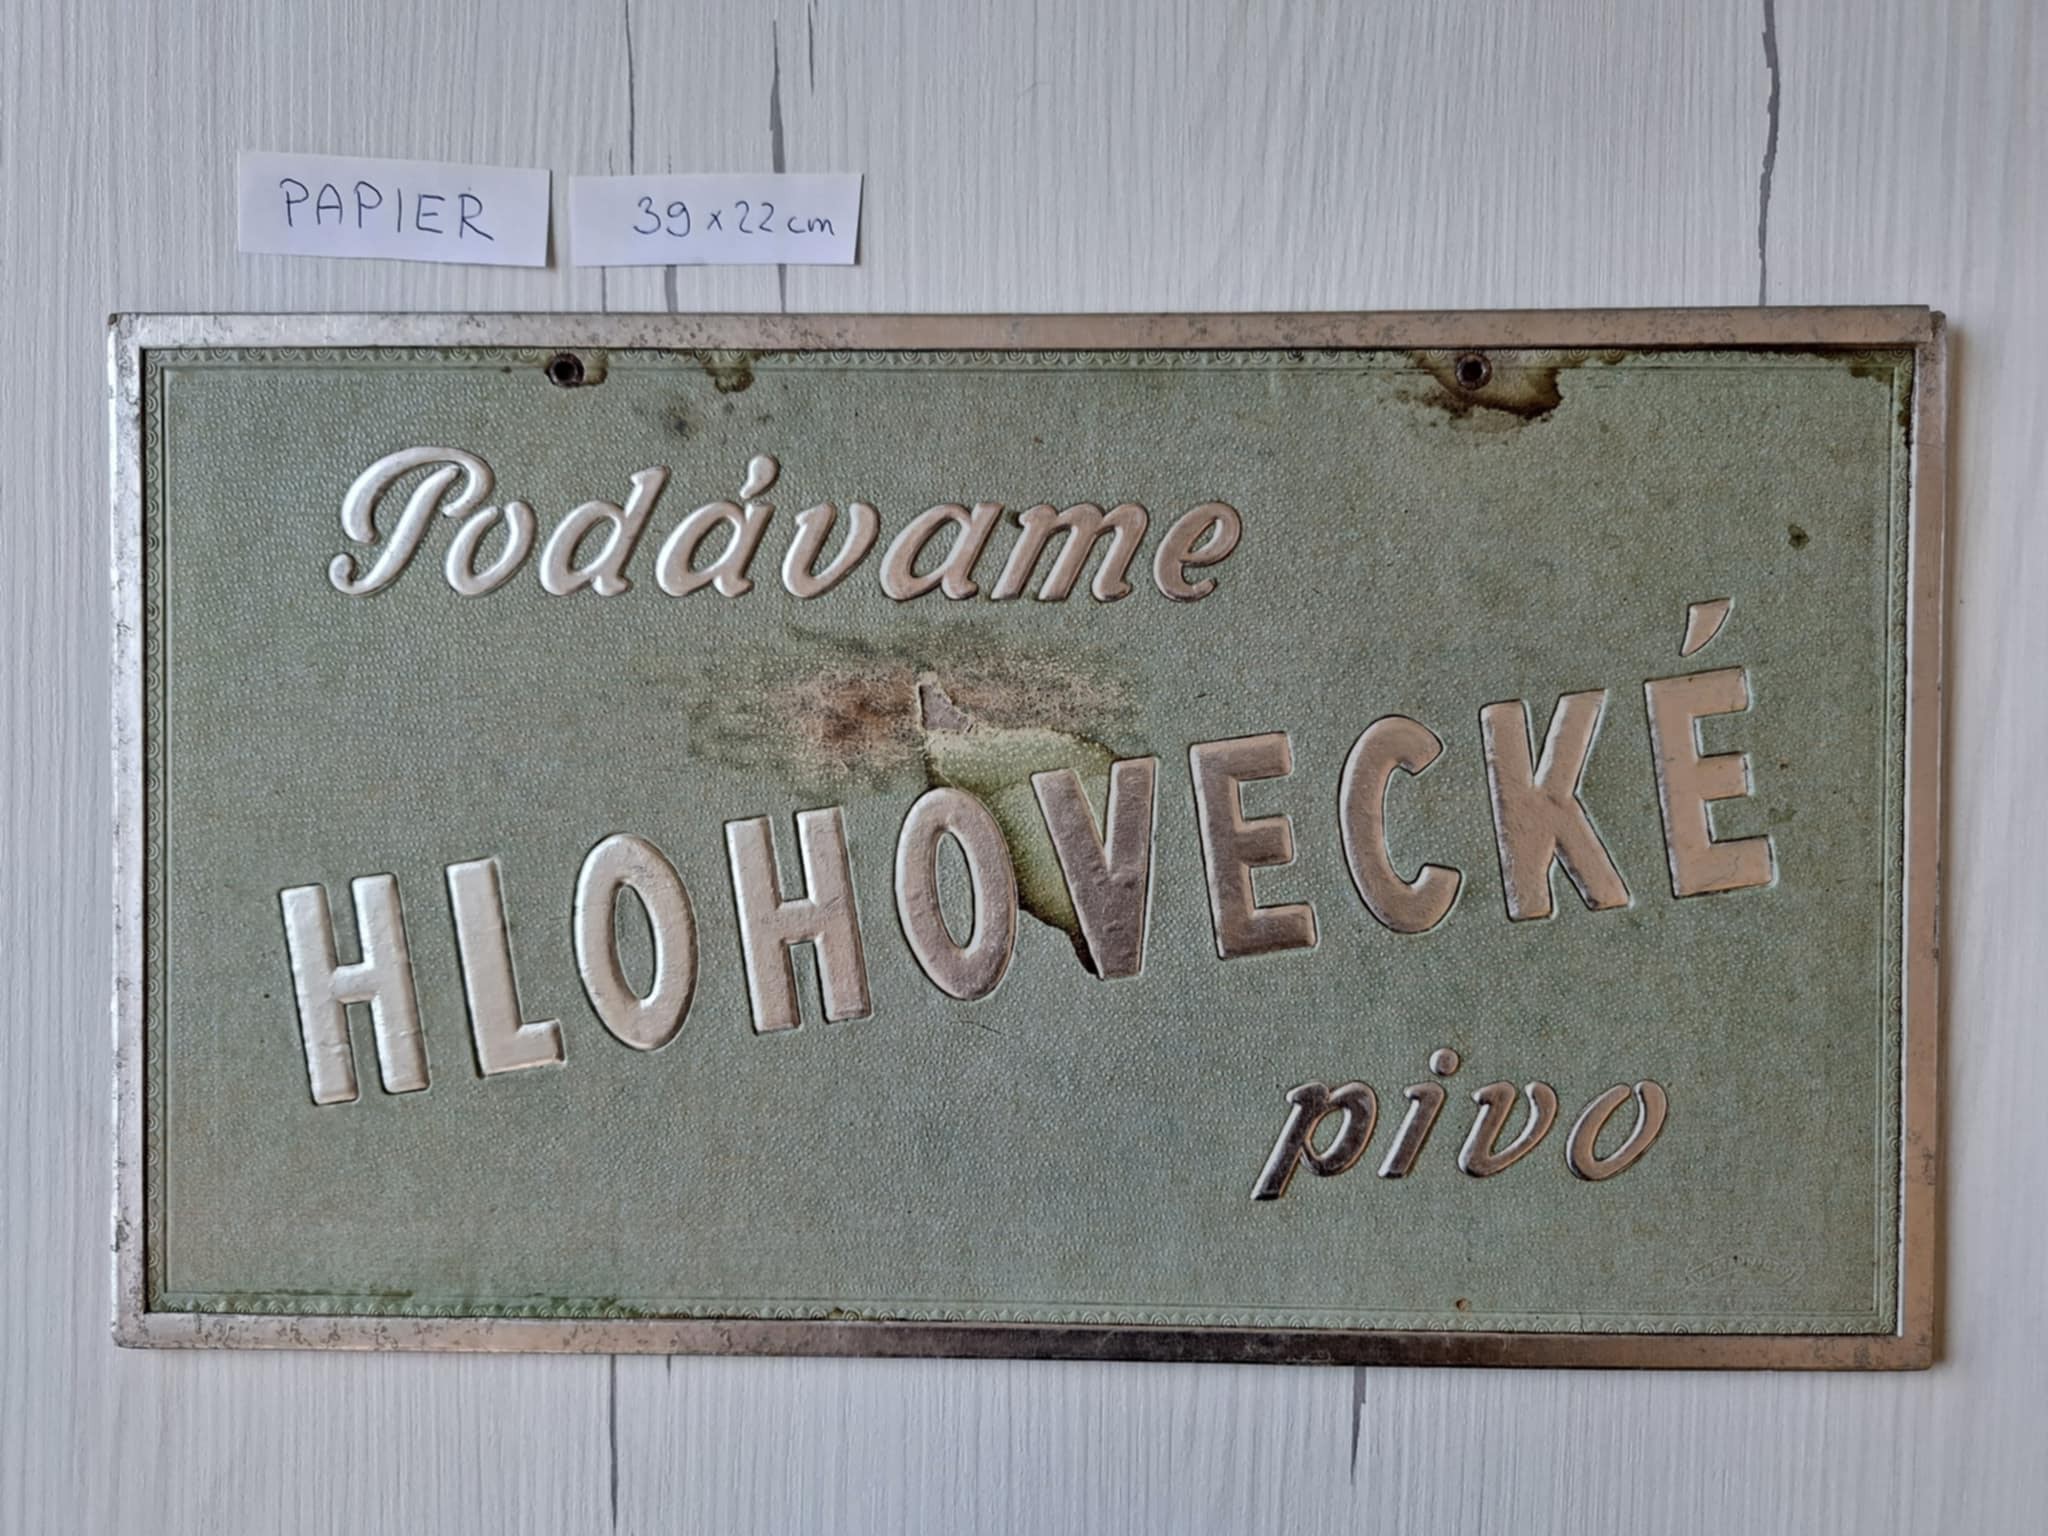 PAPIER
39 x 22 cm
Podávame
HLOHOVECKÉ
pivo